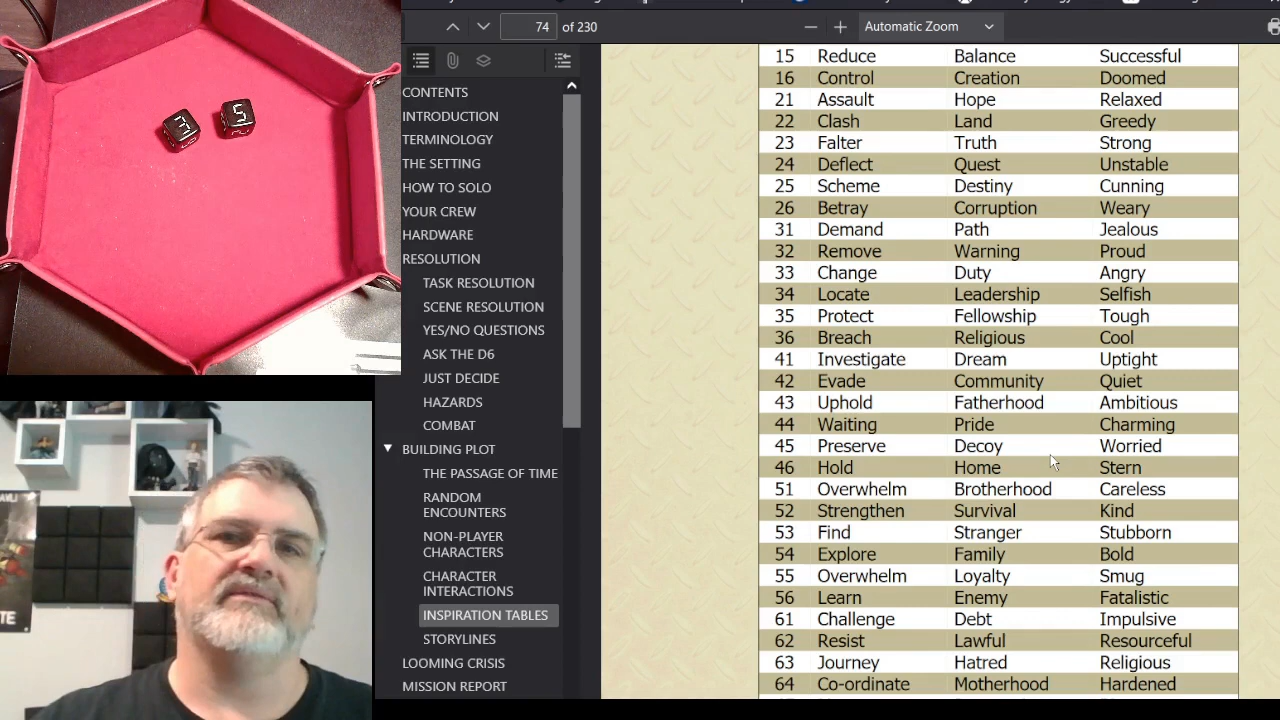 74 of 230
Automatic Zoom
CONTENTS
INTRODUCTION
TERMINOLOGY
THE SETTING
HOW TO SOLO
YOUR CREW
HARDWARE
RESOLUTION
TASK RESOLUTION
SCENE RESOLUTION
YES/NO QUESTIONS
ASK THE D6
JUST DECIDE
HAZARDS
COMBAT
BUILDING PLOT
THE PASSAGE OF TIME
RANDOM
ENCOUNTERS
NON-PLAYER
CHARACTERS
CHARACTER
INTERACTIONS
INSPIRATION TABLES
STORYLINES
LOOMING CRISIS
MISSION REPORT
15 Reduce Balance Successful
16 Control Creation Doomed
21 Assault Hope Relaxed
22 Clash Land Greedy
23 Falter Truth Strong
24 Deflect Quest Unstable
25 Scheme Destiny Cunning
26 Betray Corruption Weary
31 Demand Path Jealous
32 Remove Warning Proud
33 Change Duty Angry
34 Locate Leadership Selfish
35 Protect Fellowship Tough
36 Breach Religious Cool
41 Investigate Dream Uptight
42 Evade Community Quiet
43 Uphold Fatherhood Ambitious
44 Waiting Pride Charming
45 Preserve Decoy Worried
46 Hold Home Stern
51 Overwhelm Brotherhood Careless
52 Strengthen Survival Kind
53 Find Stranger Stubborn
54 Explore Family Bold
55 Overwhelm Loyalty Smug
56 Learn Enemy Fatalistic
61 Challenge Debt Impulsive
62 Resist Lawful Resourceful
63 Journey Hatred Religious
64 Co-ordinate Motherhood Hardened
5